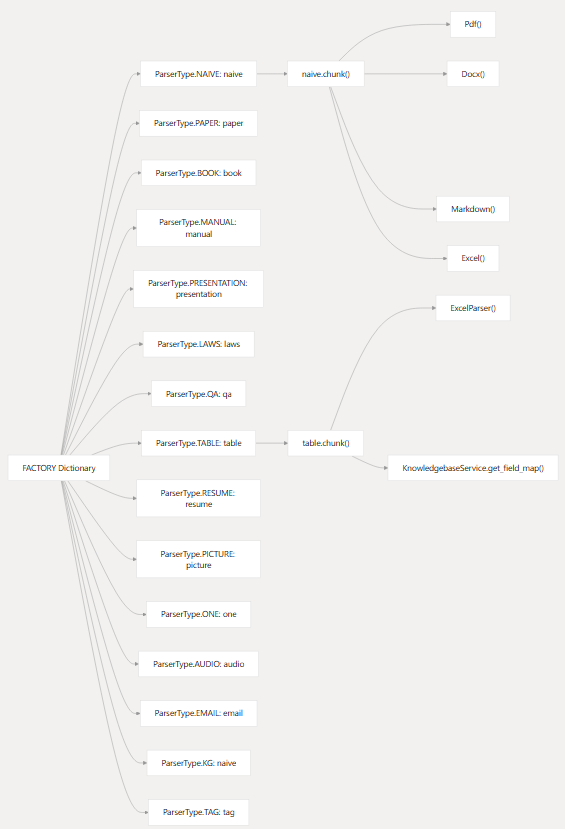 Pdf()
ParserType.NAIVE: naive
naive.chunk()
Docx()
ParserType.PAPER: paper
ParserType.BOOK: book
Markdown()
ParserType.MANUAL:
manual
Excel()
ParserType.PRESENTATION:
presentation
ExcelParser()
ParserType.LAWS: laws
ParserType.QA: qa
ParserType.TABLE: table
table.chunk()
FACTORY Dictionary
KnowledgebaseService.get_field_map()
ParserType.RESUME:
resume
ParserType.PICTURE:
picture
ParserType.ONE: one
ParserType.AUDIO: audio
ParserType.EMAIL: email
ParserType.KG: naive
ParserType.TAG: tag